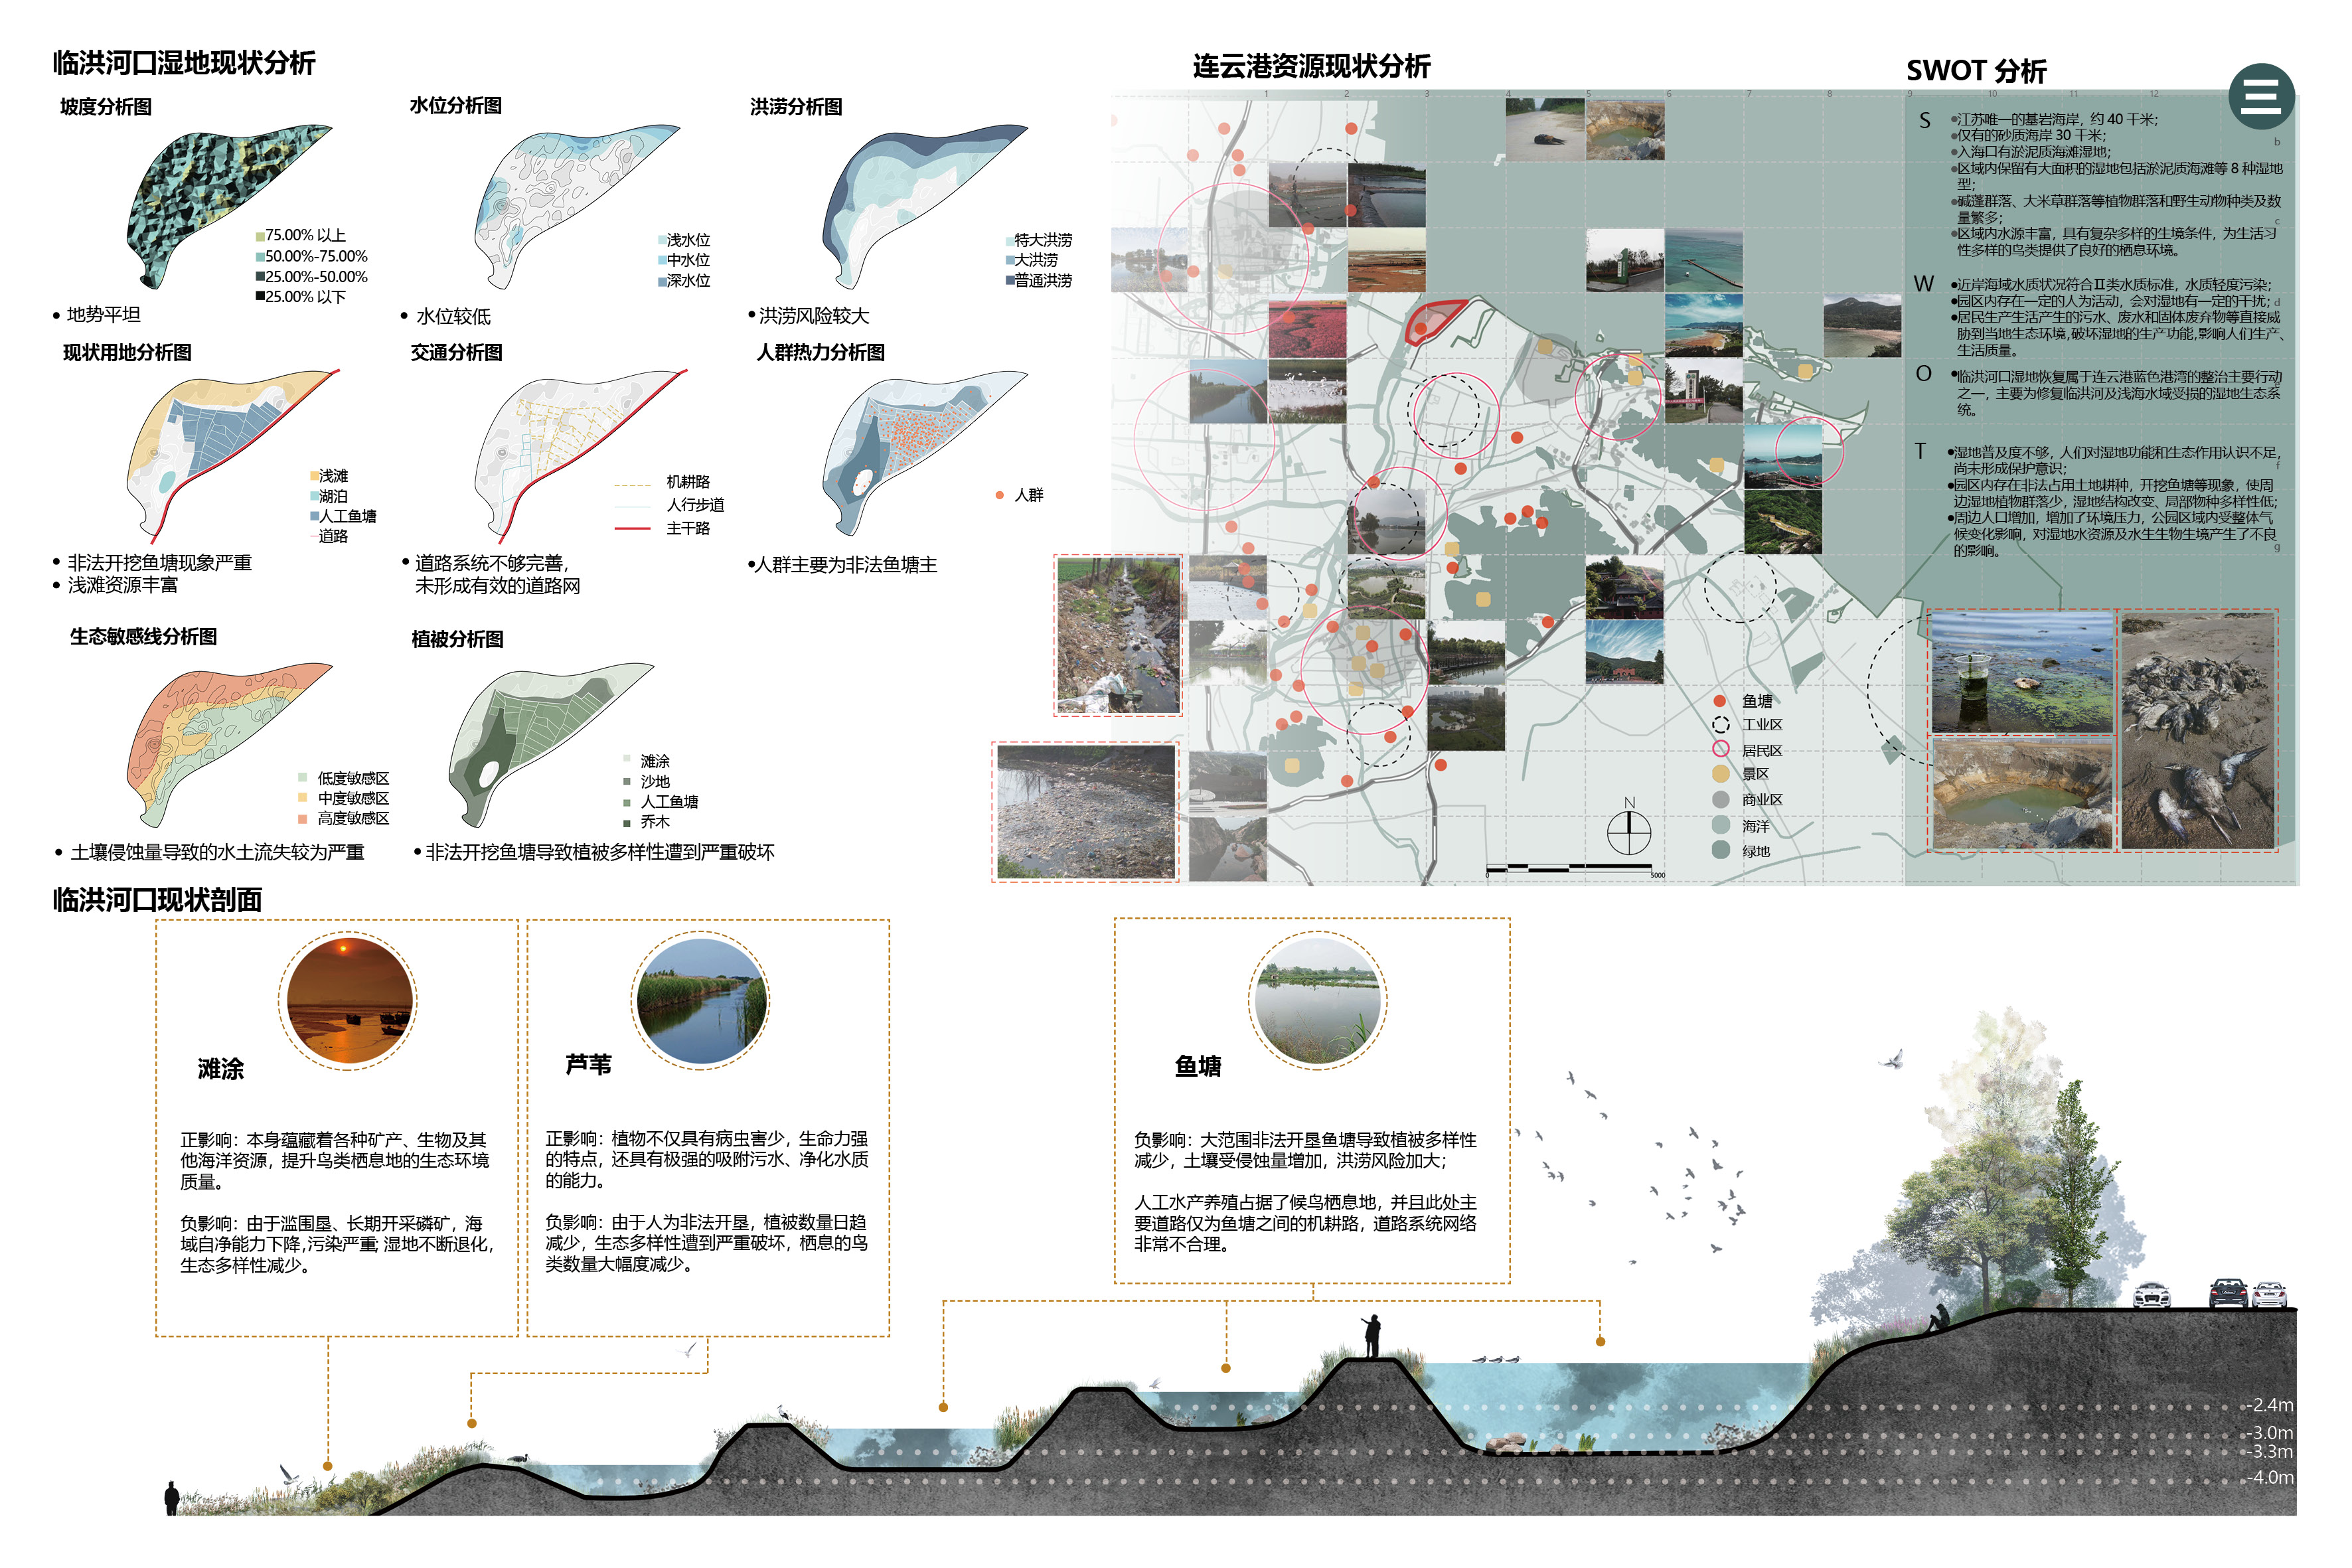 临洪河口湿地现状分析
坡度分析图
75.00% 以上
50.00%-75.00%
25.00%-50.00%
25.00% 以下
• 地势平坦
水位分析图
浅水位
中水位
深水位
• 水位较低
洪涝分析图
特大洪涝
大洪涝
普通洪涝
•洪涝风险较大
现状用地分析图
浅滩
湖泊
人工鱼塘
道路
• 非法开挖鱼塘现象严重
• 浅滩资源丰富
交通分析图
机耕路
人行步道
主干路
• 道路系统不够完善，
未形成有效的道路网
人群热力分析图
人群
•人群主要为非法鱼塘主
生态敏感线分析图
低度敏感区
中度敏感区
高度敏感区
• 土壤侵蚀量导致的水土流失较为严重
植被分析图
滩涂
沙地
人工鱼塘
乔木
•非法开挖鱼塘导致植被多样性遭到严重破坏
连云港资源现状分析
1 2 3 4 5 6 7 8 9 10 11 12
b
c
d
f
g
鱼塘
工业区
居民区
景区
商业区
海洋
绿地
N
0 5000
SWOT 分析
三
S
•江苏唯一的基岩海岸，约 40 千米；
•仅有的砂质海岸 30 千米；
•入海口有淤泥质海滩湿地；
•区域内保留有大面积的湿地包括淤泥质海滩等 8 种湿地
型；
•碱蓬群落、大米草群落等植物群落和野生动物种类及数
量繁多；
•区域内水源丰富，具有复杂多样的生境条件，为生活习
性多样的鸟类提供了良好的栖息环境。
W
•近岸海域水质状况符合Ⅱ类水质标准，水质轻度污染；
•园区内存在一定的人为活动，会对湿地有一定的干扰；
•居民生产生活产生的污水、废水和固体废弃物等直接威
胁到当地生态环境,破坏湿地的生产功能,影响人们生产、
生活质量。
O
•临洪河口湿地恢复属于连云港蓝色港湾的整治主要行动
之一，主要为修复临洪河及浅海水域受损的湿地生态系
统。
T
•湿地普及度不够，人们对湿地功能和生态作用认识不足，
尚未形成保护意识；
•园区内存在非法占用土地耕种，开挖鱼塘等现象，使周
边湿地植物群落少，湿地结构改变、局部物种多样性低；
•周边人口增加，增加了环境压力，公园区域内受整体气
候变化影响，对湿地水资源及水生生物生境产生了不良
的影响。
临洪河口现状剖面
滩涂
正影响：本身蕴藏着各种矿产、生物及其
他海洋资源，提升鸟类栖息地的生态环境
质量。
负影响：由于滥围垦、长期开采磷矿，海
域自净能力下降,污染严重; 湿地不断退化，
生态多样性减少。
芦苇
正影响：植物不仅具有病虫害少，生命力强
的特点，还具有极强的吸附污水、净化水质
的能力。
负影响：由于人为非法开垦，植被数量日趋
减少，生态多样性遭到严重破坏，栖息的鸟
类数量大幅度减少。
鱼塘
负影响：大范围非法开垦鱼塘导致植被多样性
减少，土壤受侵蚀量增加，洪涝风险加大；
人工水产养殖占据了候鸟栖息地，并且此处主
要道路仅为鱼塘之间的机耕路，道路系统网络
非常不合理。
-2.4m
-3.0m
-3.3m
-4.0m